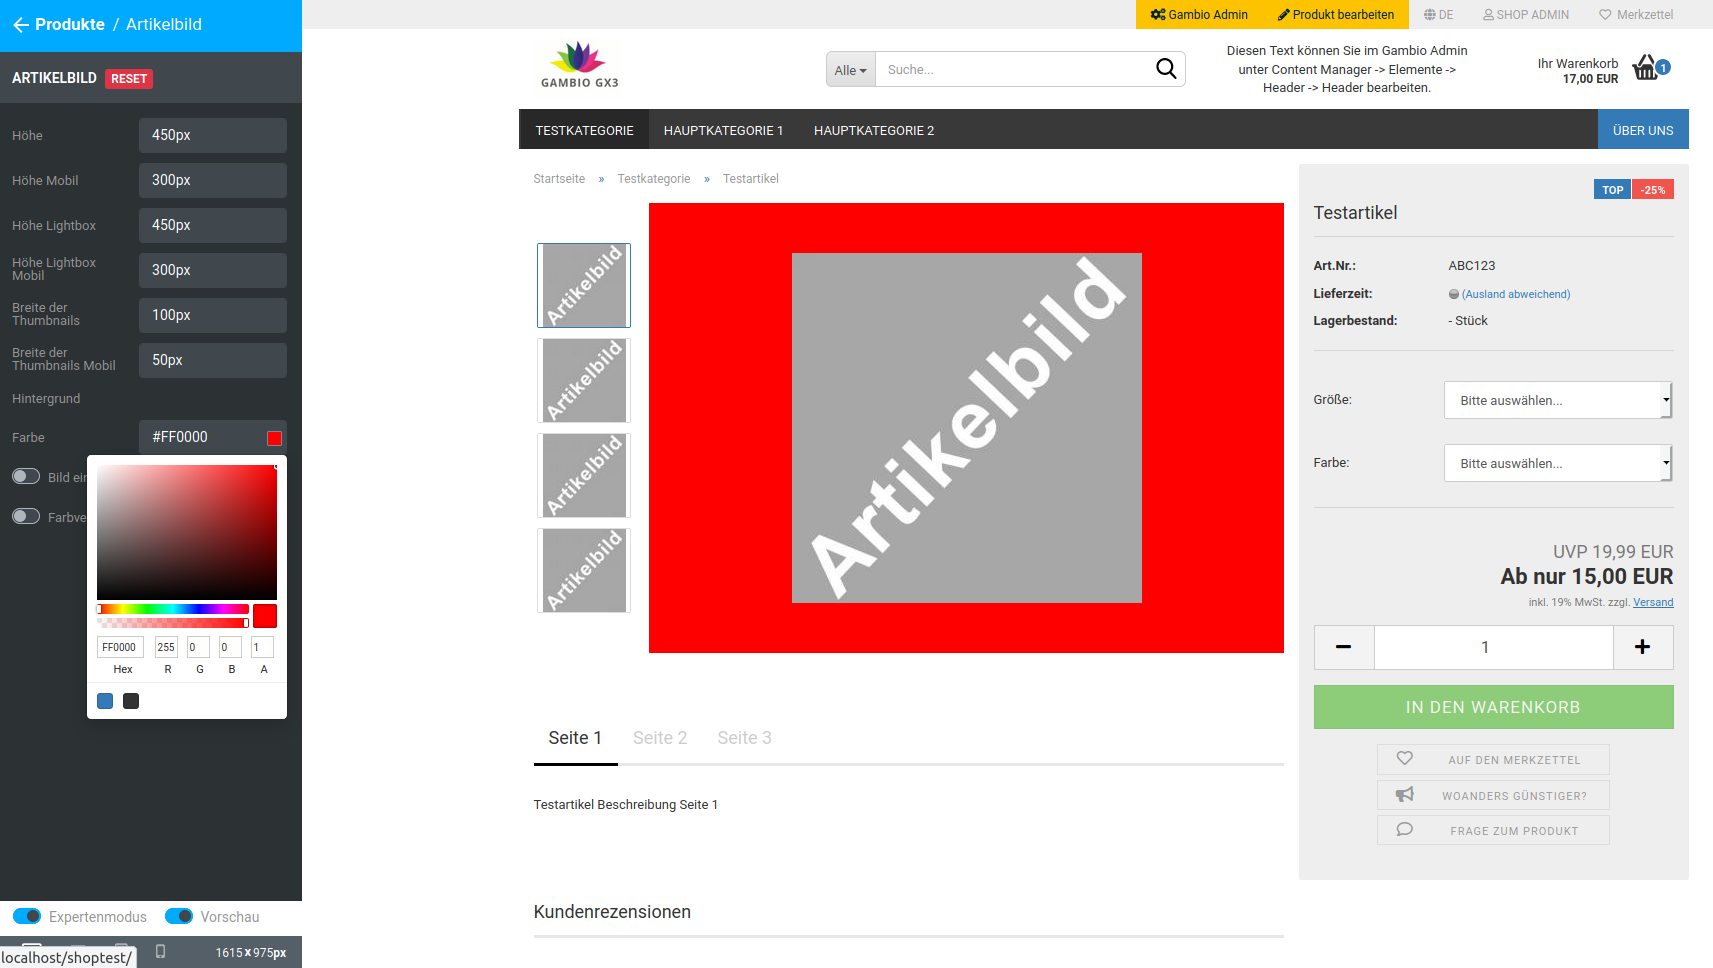 Produkte / Artikelbild
ARTIKELBILD RESET
Höhe 450px
Höhe Mobil 300px
Höhe Lightbox 450px
Höhe Lightbox Mobil 300px
Breite der Thumbnails 100px
Breite der Thumbnails Mobil 50px
Hintergrund
Farbe #FF0000
Bild ei
Farbve
FF0000 255 0 0 1
Hex R G B A
Expertenmodus Vorschau
1615 x 975px
localhost/shoptest/
Gambio Admin Produkt bearbeiten DE SHOP ADMIN Merkzettel
GAMBIO GX3
Alle Suche...
Diesen Text können Sie im Gambio Admin
unter Content Manager -> Elemente ->
Header -> Header bearbeiten.
Ihr Warenkorb
17,00 EUR
1
TESTKATEGORIE HAUPTKATEGORIE 1 HAUPTKATEGORIE 2 ÜBER UNS
Startseite » Testkategorie » Testartikel
Artikelbild
Artikelbild
Artikelbild
Artikelbild
Artikelbild
TOP -25%
Testartikel
Art.Nr.: ABC123
Lieferzeit: (Ausland abweichend)
Lagerbestand: - Stück
Größe: Bitte auswählen...
Farbe: Bitte auswählen...
UVP 19,99 EUR
Ab nur 15,00 EUR
inkl. 19% MwSt. zzgl. Versand
− 1 +
IN DEN WARENKORB
AUF DEN MERKZETTEL
WOANDERS GÜNSTIGER?
FRAGE ZUM PRODUKT
Seite 1 Seite 2 Seite 3
Testartikel Beschreibung Seite 1
Kundenrezensionen